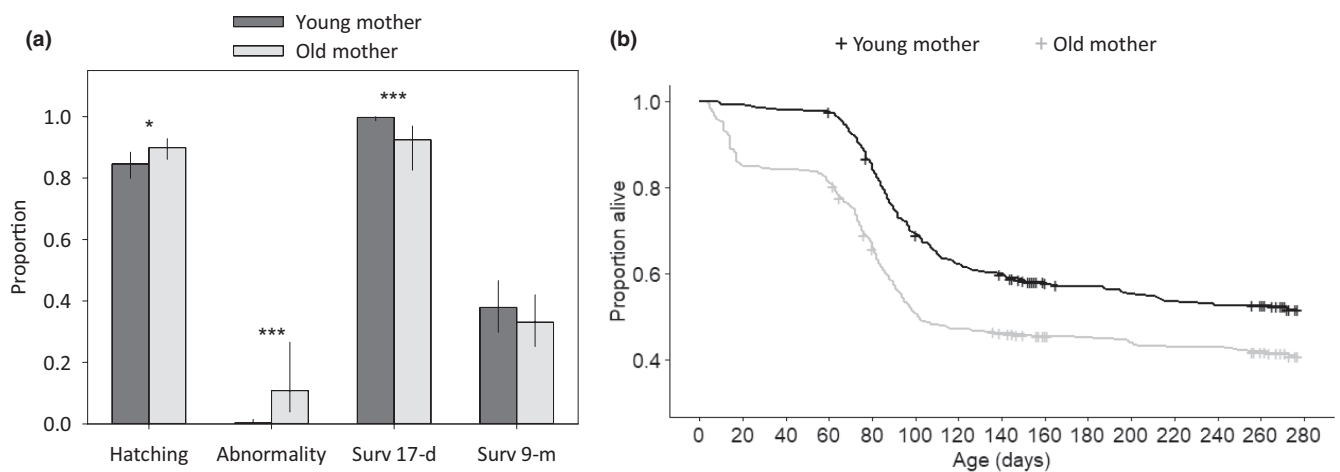 (a)
Young mother
Old mother
Proportion
1.0
0.8
0.6
0.4
0.2
0.0
*
***
***
Hatching Abnormality Surv 17-d Surv 9-m
(b)
+ Young mother + Old mother
Proportion alive
1.0
0.8
0.6
0.4
0 20 40 60 80 100 120 140 160 180 200 220 240 260 280
Age (days)